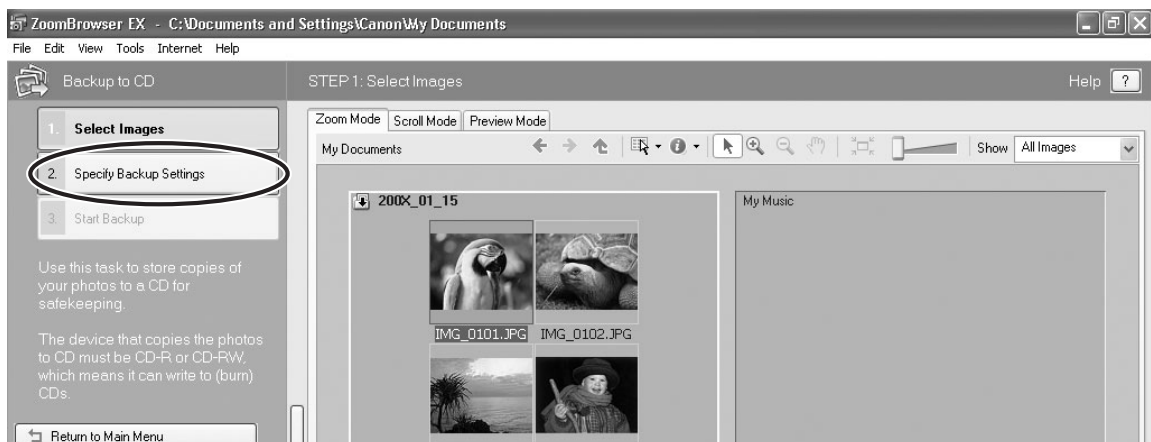 ZoomBrowser EX - C:\Documents and Settings\Canon\My Documents
File Edit View Tools Internet Help
Backup to CD
STEP 1: Select Images
Help ?
1. Select Images
2. Specify Backup Settings
3. Start Backup
Use this task to store copies of
your photos to a CD for
safekeeping.
The device that copies the photos
to CD must be CD-R or CD-RW,
which means it can write to (burn)
CDs.
Return to Main Menu
Zoom Mode Scroll Mode Preview Mode
My Documents
Show All Images
200X_01_15
IMG_0101.JPG IMG_0102.JPG
My Music